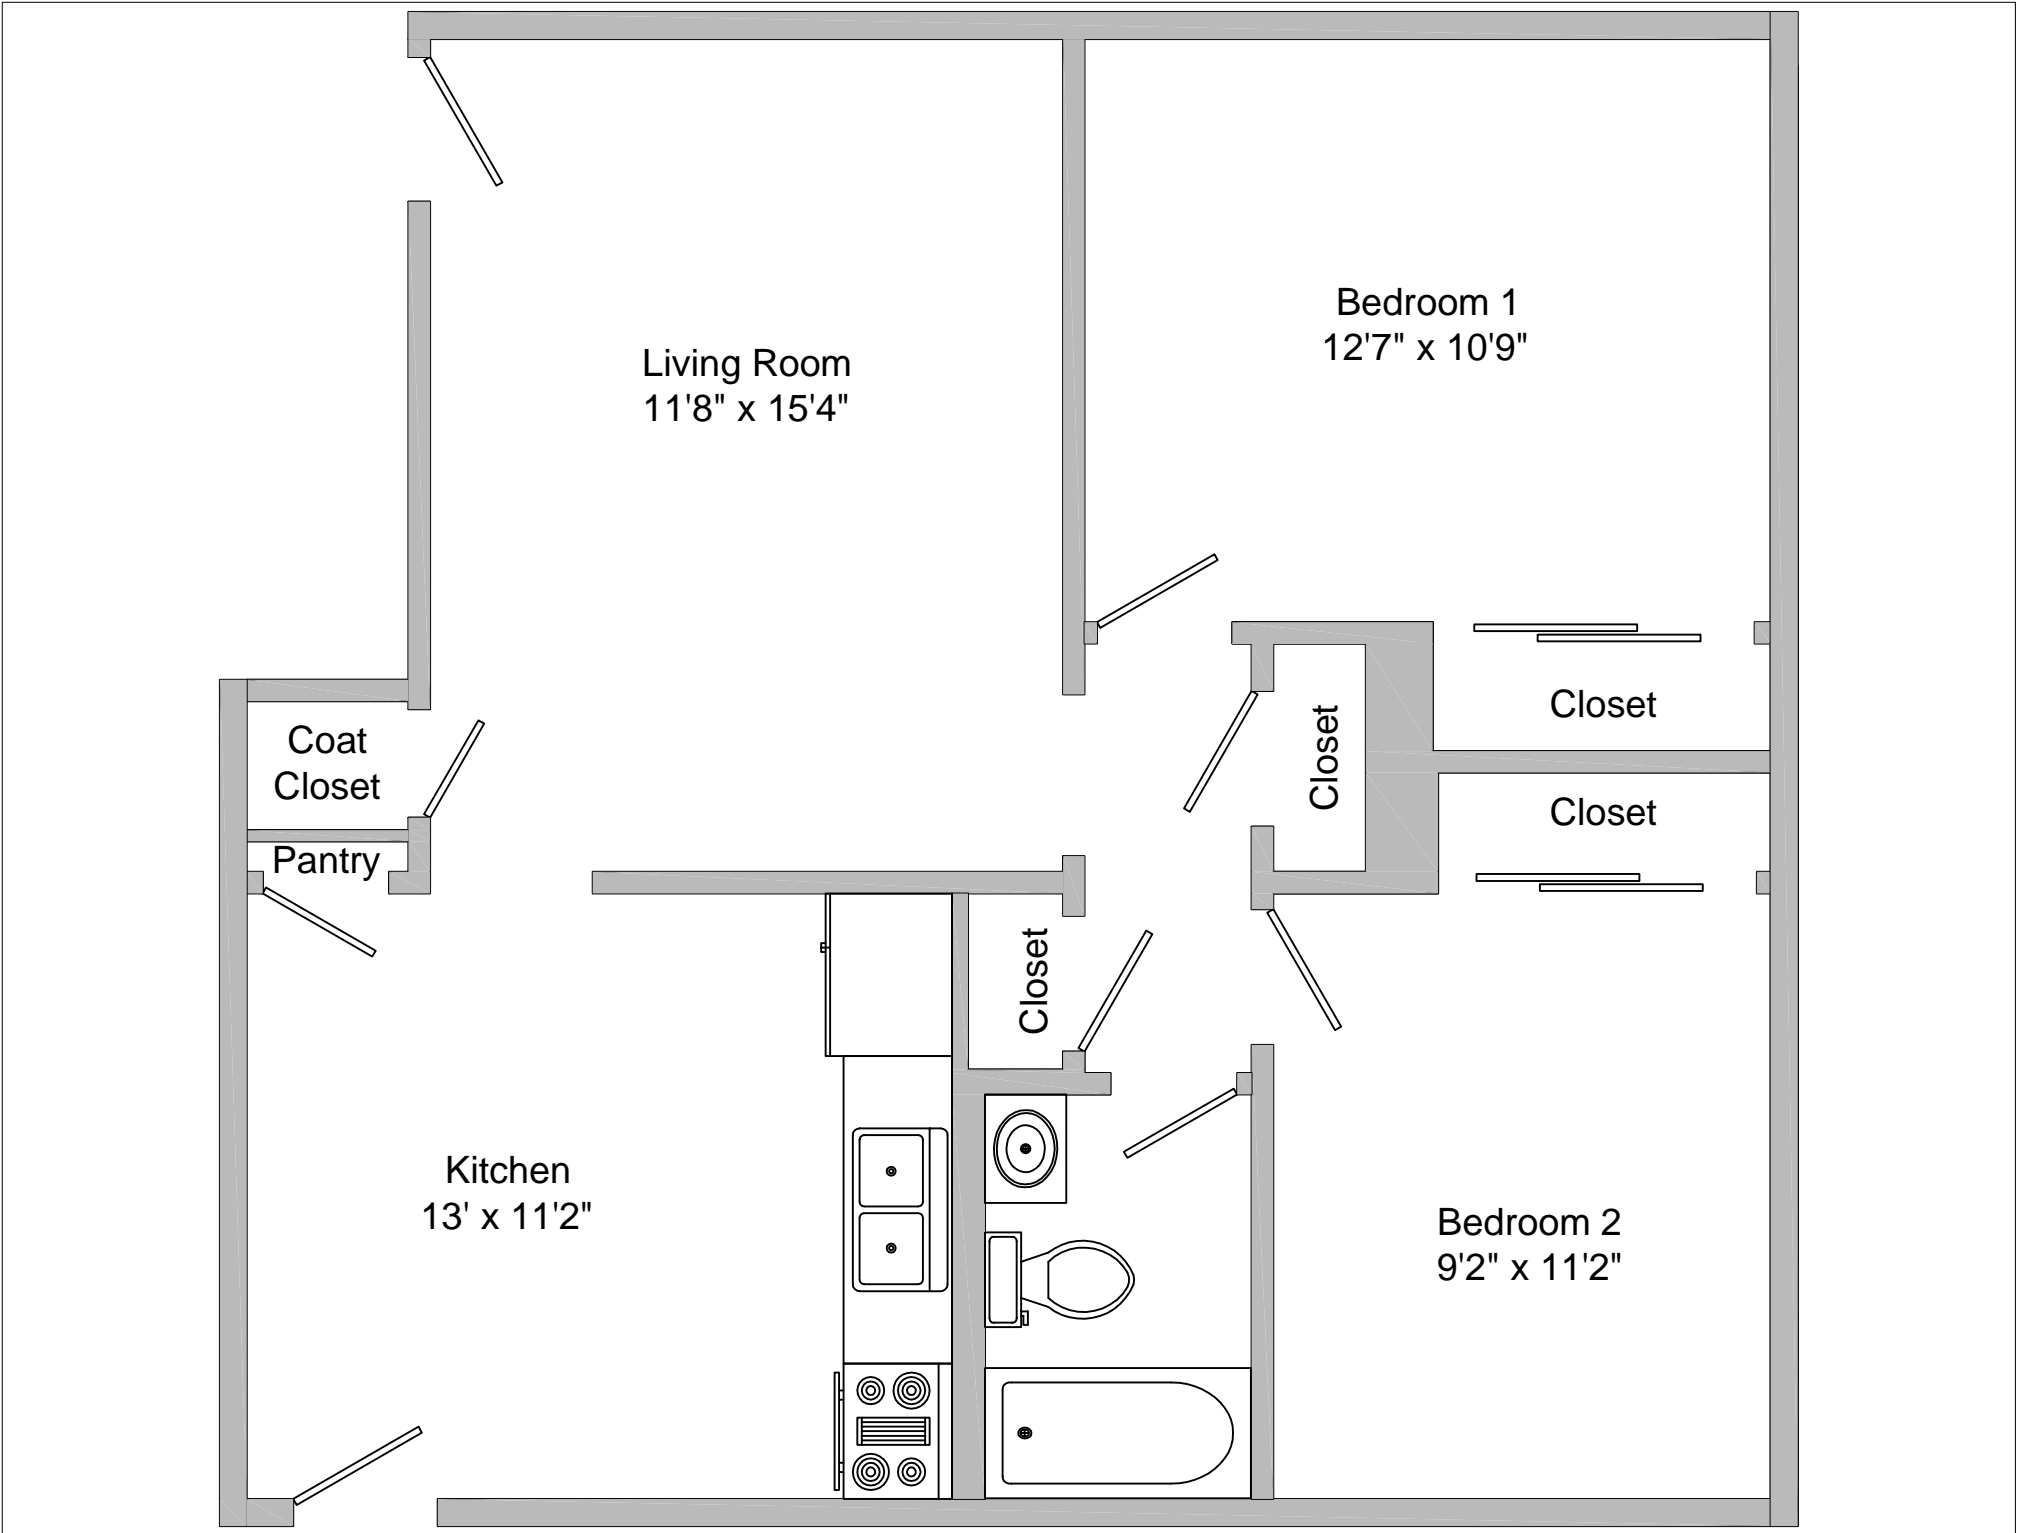 Bedroom 1
12'7" x 10'9"
Living Room
11'8" x 15'4"
Closet
Closet
Coat
Closet
Closet
Pantry
Closet
Kitchen
13' x 11'2"
Bedroom 2
9'2" x 11'2"